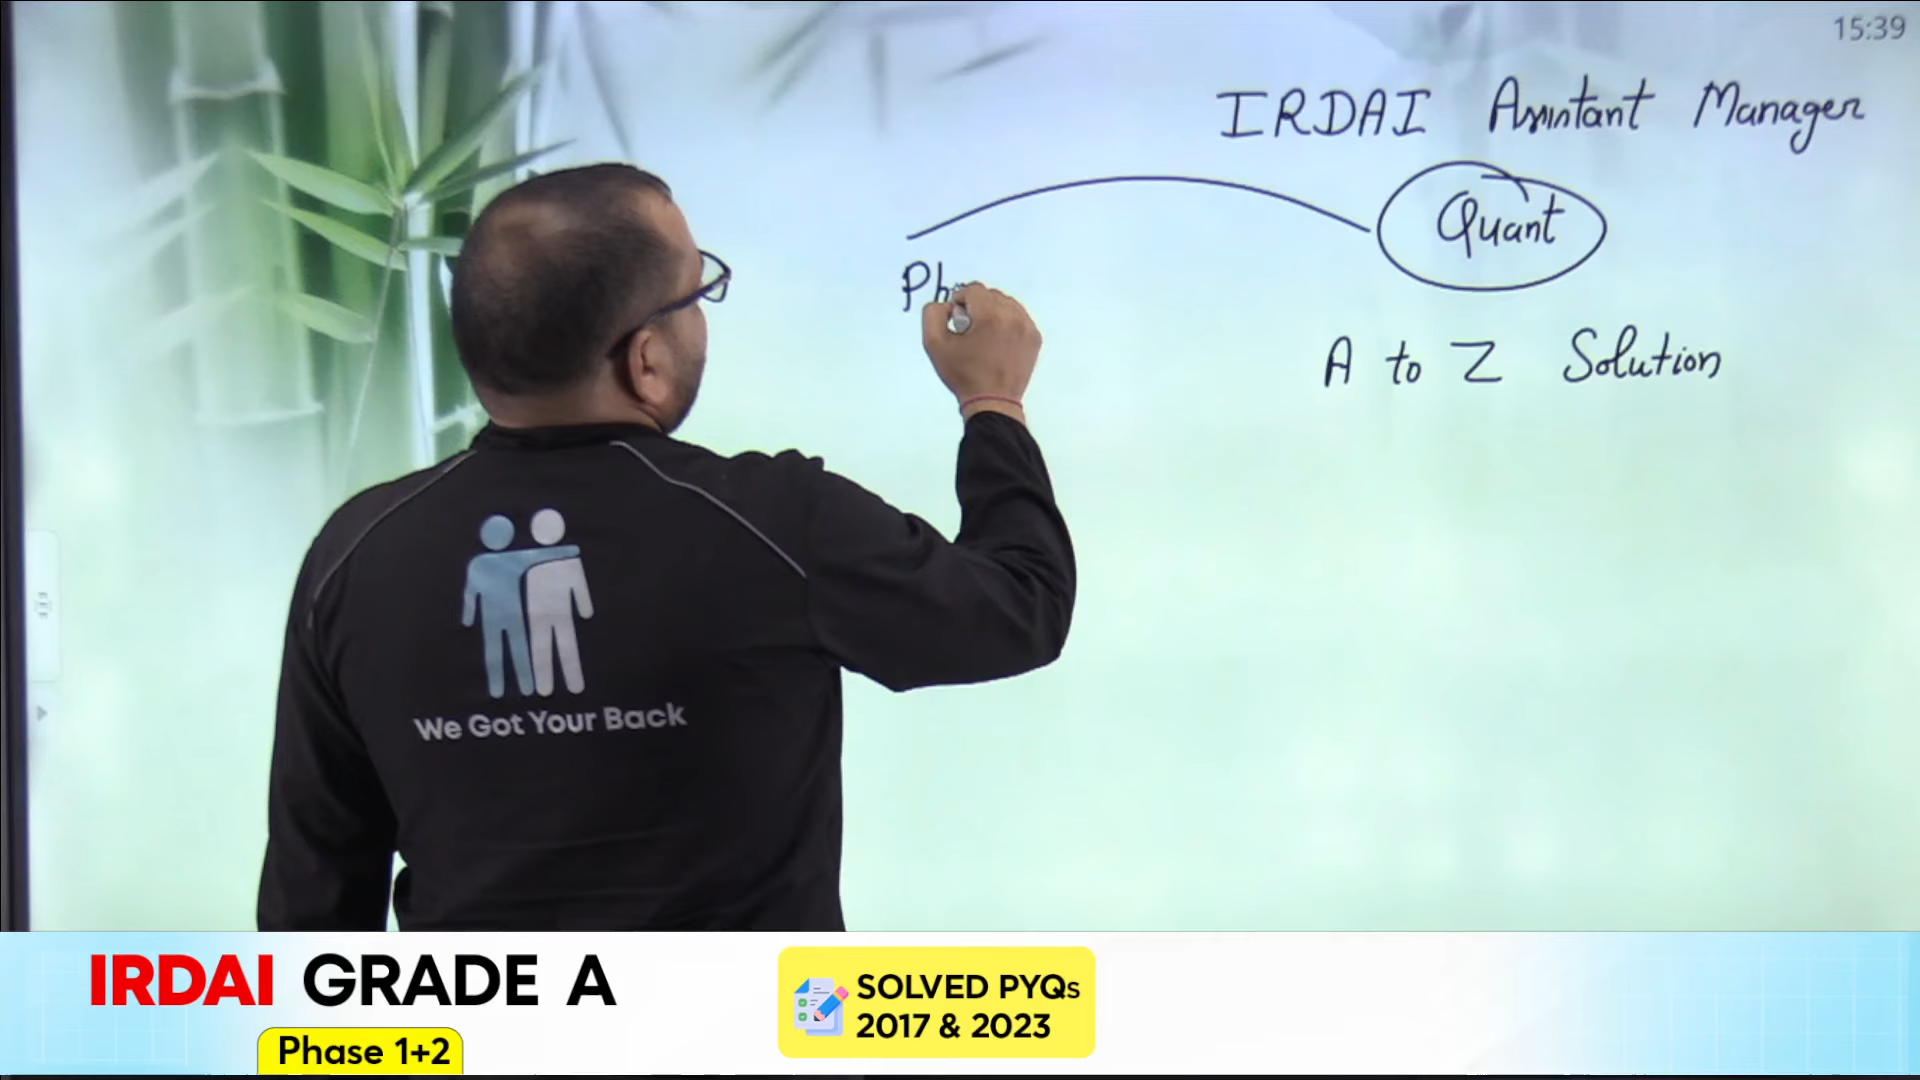 15:39
IRDAI Assistant Manager
Quant
Ph
A to Z Solution
We Got Your Back
IRDAI GRADE A
Phase 1+2
SOLVED PYQs
2017 & 2023